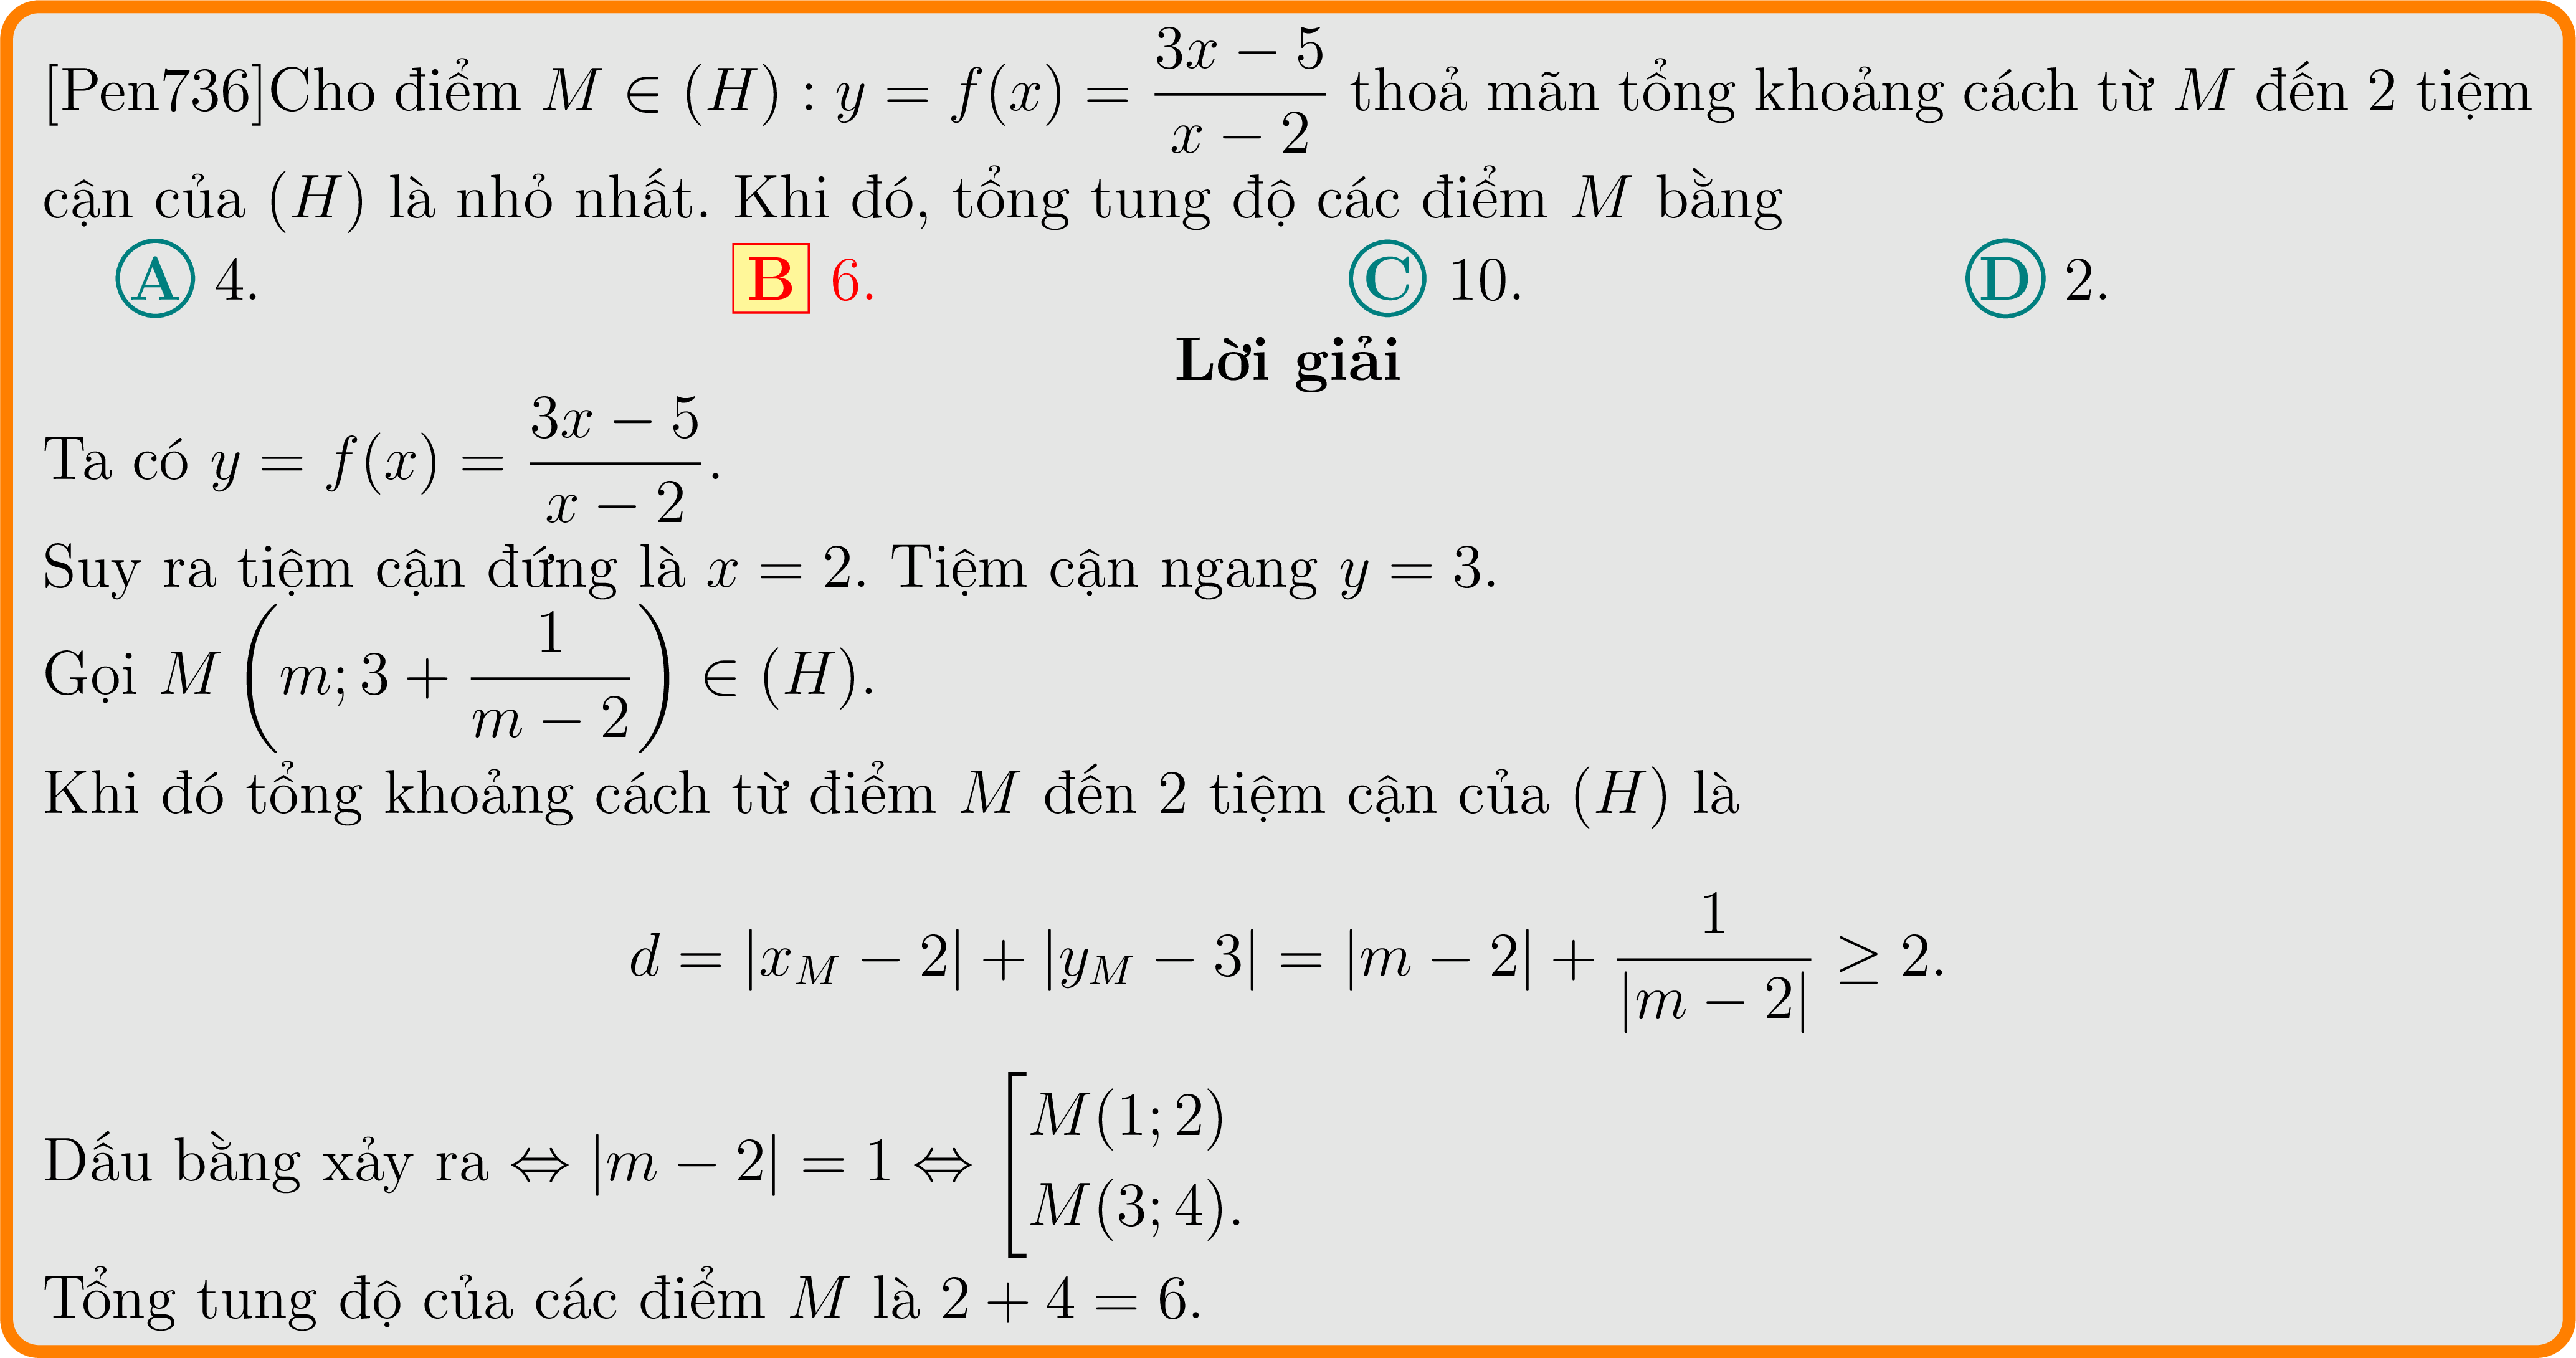 [Pen736]Cho điểm $M \in (H) : y = f(x) = \dfrac{3x-5}{x-2}$ thoả mãn tổng khoảng cách từ $M$ đến 2 tiệm
cận của $(H)$ là nhỏ nhất. Khi đó, tổng tung độ các điểm $M$ bằng
A 4. B 6. C 10. D 2.
Lời giải
Ta có $y = f(x) = \dfrac{3x-5}{x-2}$.
Suy ra tiệm cận đứng là $x = 2$. Tiệm cận ngang $y = 3$.
Gọi $M\left(m; 3 + \dfrac{1}{m-2}\right) \in (H)$.
Khi đó tổng khoảng cách từ điểm $M$ đến 2 tiệm cận của $(H)$ là
$d = |x_M - 2| + |y_M - 3| = |m - 2| + \dfrac{1}{|m-2|} \geq 2.$
Dấu bằng xảy ra $\Leftrightarrow |m - 2| = 1 \Leftrightarrow \left[\begin{array}{l} M(1; 2) \\ M(3; 4). \end{array}\right.$
Tổng tung độ của các điểm $M$ là $2 + 4 = 6$.